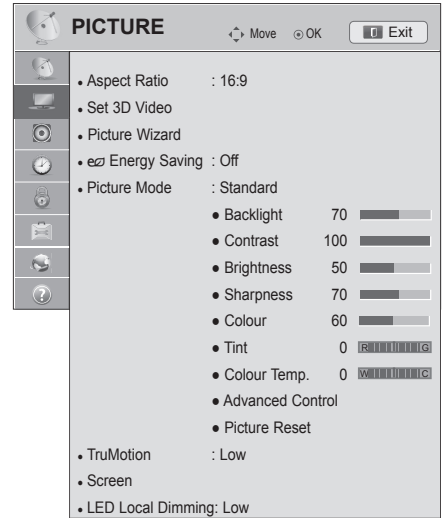 PICTURE Move OK Exit
• Aspect Ratio : 16:9
• Set 3D Video
• Picture Wizard
• Energy Saving : Off
• Picture Mode : Standard
● Backlight 70
● Contrast 100
● Brightness 50
● Sharpness 70
● Colour 60
● Tint 0 R G
● Colour Temp. 0 W C
● Advanced Control
● Picture Reset
• TruMotion : Low
• Screen
• LED Local Dimming: Low